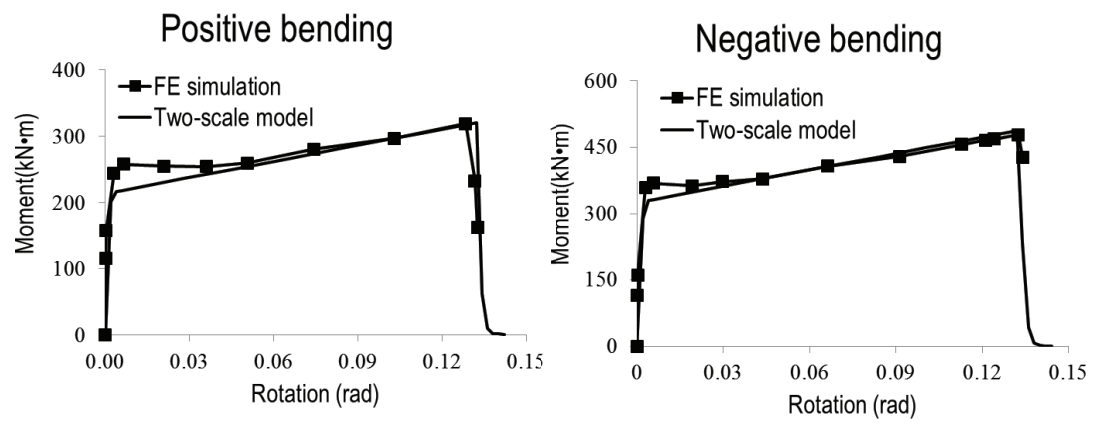 Positive bending
400
FE simulation
Two-scale model
300
200
100
0
Moment(kN•m)
0.00
0.03
0.06
0.09
0.12
0.15
Rotation (rad)
Negative bending
600
FE simulation
Two-scale model
450
300
150
0
Moment(kN•m)
0
0.03
0.06
0.09
0.12
0.15
Rotation (rad)